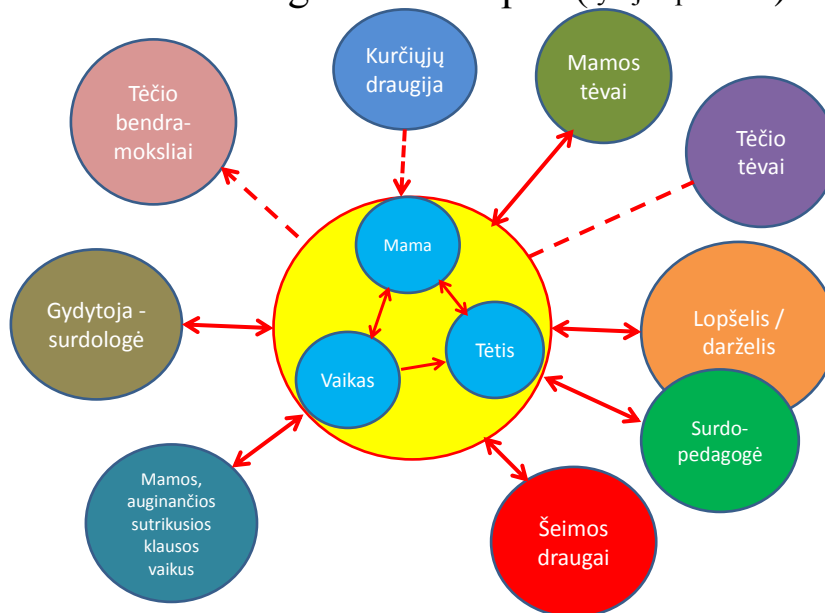 Kurčiųjų
draugija
Mamos
tėvai
Tėčio
bendra-
moksliai
Tėčio
tėvai
Mama
Gydytoja -
surdologė
Lopšelis /
darželis
Vaikas
Tėtis
Surdo-
pedagogė
Mamos,
auginančios
sutrikusios
klausos
vaikus
Šeimos
draugai